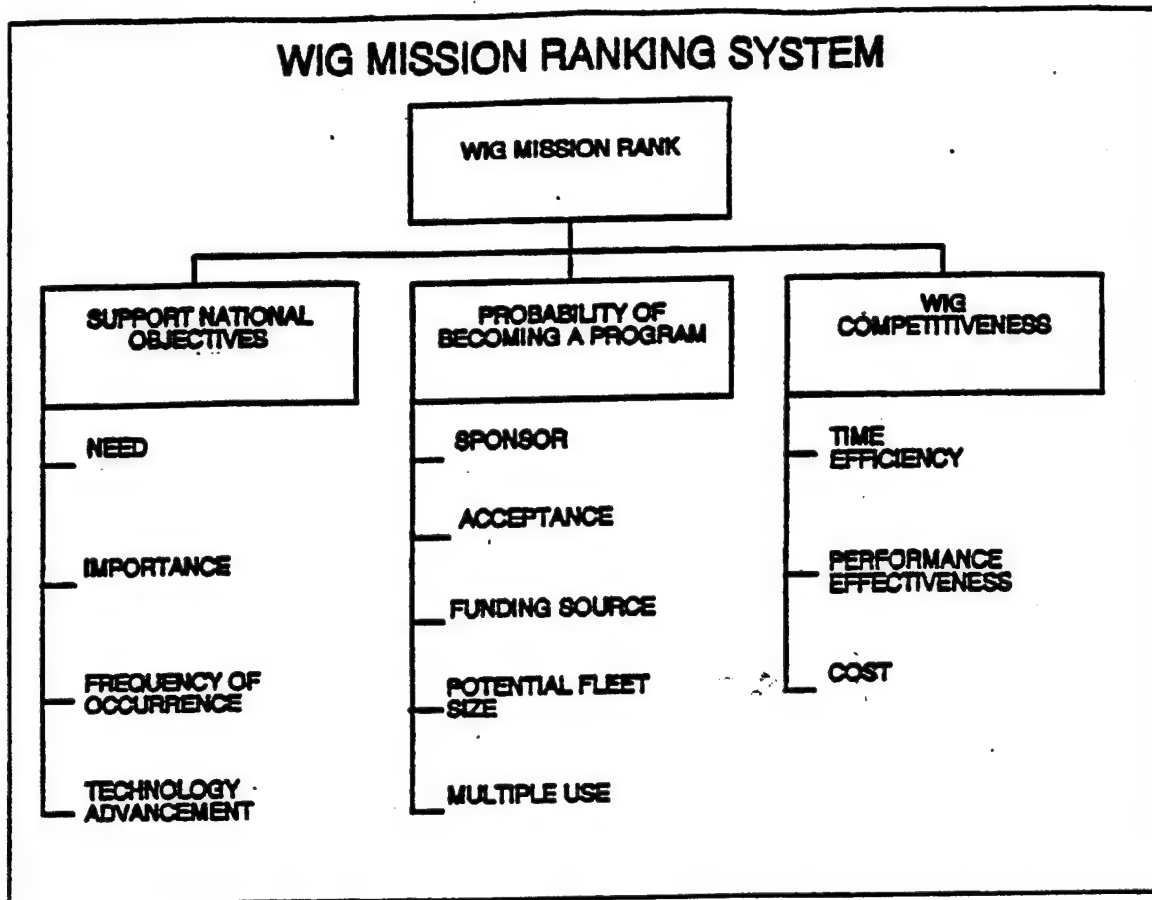 WIG MISSION RANKING SYSTEM
WIG MISSION RANK
SUPPORT NATIONAL
OBJECTIVES
NEED
IMPORTANCE
FREQUENCY OF
OCCURRENCE
TECHNOLOGY
ADVANCEMENT
PROBABILITY OF
BECOMING A PROGRAM
SPONSOR
ACCEPTANCE
FUNDING SOURCE
POTENTIAL FLEET
SIZE
MULTIPLE USE
WIG
COMPETITIVENESS
TIME
EFFICIENCY
PERFORMANCE
EFFECTIVENESS
COST